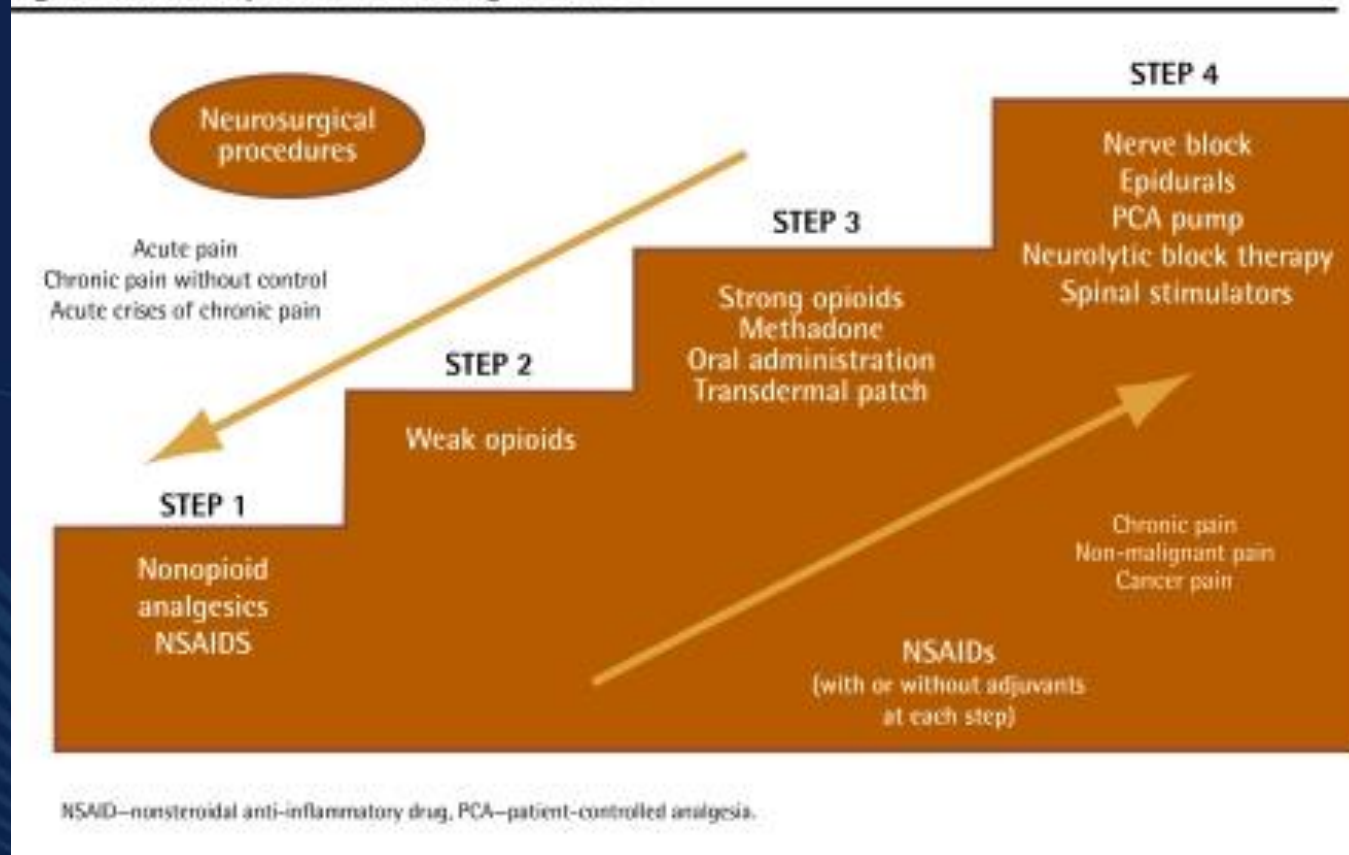 STEP 4
Neurosurgical
procedures
Nerve block
Epidurals
PCA pump
Neurolytic block therapy
Spinal stimulators
STEP 3
Acute pain
Chronic pain without control
Acute crises of chronic pain
Strong opioids
Methadone
Oral administration
Transdermal patch
STEP 2
Weak opioids
STEP 1
Nonopioid
analgesics
NSAIDS
Chronic pain
Non-malignant pain
Cancer pain
NSAIDs
(with or without adjuvants
at each step)
NSAID—nonsteroidal anti-inflammatory drug, PCA—patient-controlled analgesia.